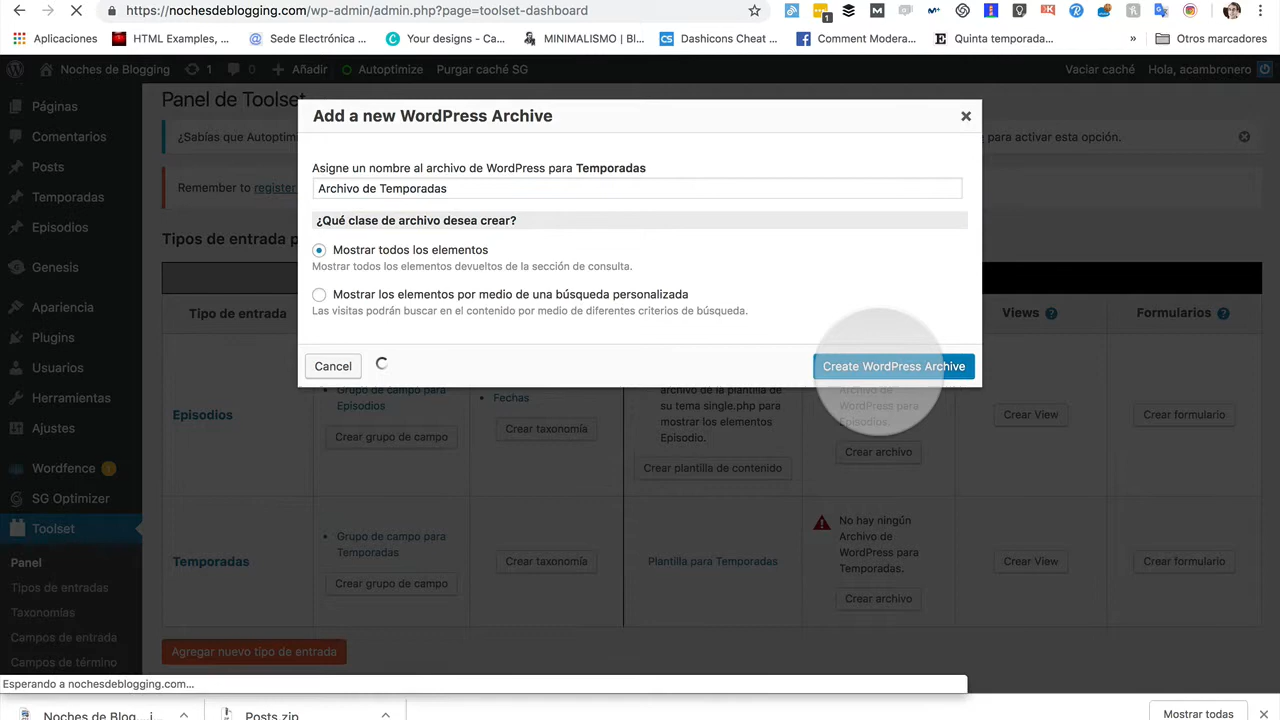 https://nochesdeblogging.com/wp-admin/admin.php?page=toolset-dashboard
Aplicaciones
HTML Examples, ...
Sede Electrónica ...
Your designs - Ca...
MINIMALISMO | Bl...
Dashicons Cheat ...
Comment Modera...
Quinta temporada...
»
Otros marcadores
Noches de Blogging
1
0
Añadir
Autoptimize
Purgar caché SG
Vaciar caché
Hola, acambronero
Páginas
Comentarios
Posts
Temporadas
Episodios
Genesis
Apariencia
Plugins
Usuarios
Herramientas
Ajustes
Wordfence
SG Optimizer
Toolset
Panel
Tipos de entradas
Taxonomías
Campos de entrada
Campos de término
Panel de Toolset
¿Sabías que Autoptim
para activar esta opción.
Remember to register
Tipos de entrada p
Add a new WordPress Archive
Asigne un nombre al archivo de WordPress para Temporadas
Archivo de Temporadas
¿Qué clase de archivo desea crear?
Mostrar todos los elementos
Mostrar todos los elementos devueltos de la sección de consulta.
Mostrar los elementos por medio de una búsqueda personalizada
Las visitas podrán buscar en el contenido por medio de diferentes criterios de búsqueda.
Cancel
Create WordPress Archive
Tipo de entrada
Views
Formularios
Episodios
Grupo de campo para
Episodios
Crear grupo de campo
Fechas
Crear taxonomía
archivo de la plantilla de
su tema single.php para
mostrar los elementos
Episodio.
Crear plantilla de contenido
Archivo de
WordPress para
Episodios.
Crear archivo
Crear View
Crear formulario
Temporadas
Grupo de campo para
Temporadas
Crear grupo de campo
Crear taxonomía
Plantilla para Temporadas
No hay ningún
Archivo de
WordPress para
Temporadas.
Crear archivo
Crear View
Crear formulario
Agregar nuevo tipo de entrada
Esperando a nochesdeblogging.com...
Noches de Blog....i...
Posts.zip
Mostrar todas